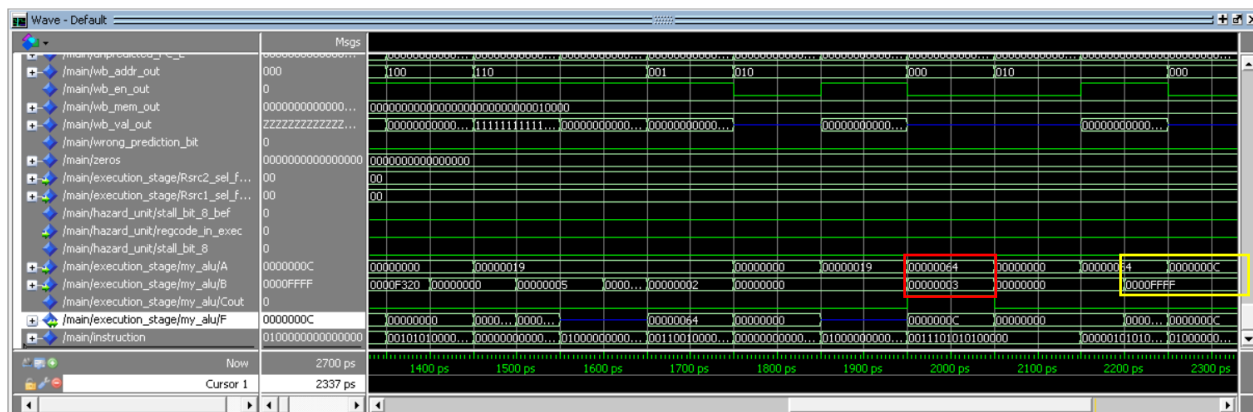 Wave - Default
Msgs
/main/wb_addr_out 000 100 110 001 010 000 010 000
/main/wb_en_out 0
/main/wb_mem_out 0000000000000... 00000000000000000000000000010000
/main/wb_val_out ZZZZZZZZZZZZZ... 00000000000... 11111111111... 00000000000... 00000000000... 00000000000... 00000000000...
/main/wrong_prediction_bit 0
/main/zeros 0000000000000000 0000000000000000
/main/execution_stage/Rsrc2_sel_f... 00 00
/main/execution_stage/Rsrc1_sel_f... 00 00
/main/hazard_unit/stall_bit_8_bef 0
/main/hazard_unit/regcode_in_exec 0
/main/hazard_unit/stall_bit_8 0
/main/execution_stage/my_alu/A 0000000C 00000000 00000019 00000000 00000019 00000064 00000000 00000064 0000000C
/main/execution_stage/my_alu/B 0000FFFF 0000F320 00000000 00000005 0000... 00000002 00000000 00000003 00000000 0000FFFF
/main/execution_stage/my_alu/Cout 0
/main/execution_stage/my_alu/F 0000000C 00000000 0000... 0000... 00000064 00000000 0000000C 00000000 0000... 0000000C
/main/instruction 0100000000000000 00101010000... 00000000000... 01000000000... 00110010000... 00000000000... 01000000000... 0011101010100000 00000101010... 01000000...
Now 2700 ps 1400 ps 1500 ps 1600 ps 1700 ps 1800 ps 1900 ps 2000 ps 2100 ps 2200 ps 2300 ps
Cursor 1 2337 ps